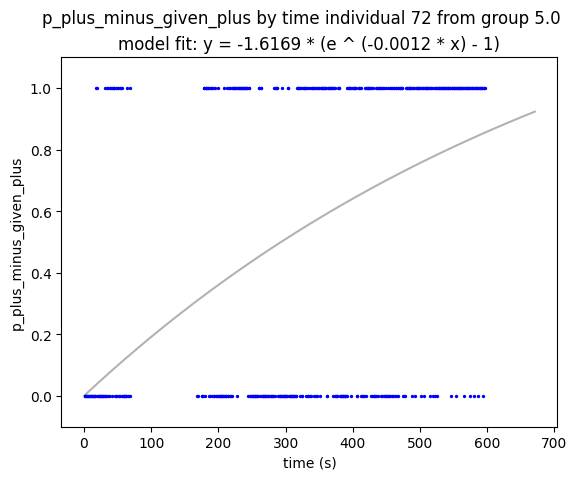 p_plus_minus_given_plus by time individual 72 from group 5.0
model fit: y = -1.6169 * (e ^ (-0.0012 * x) - 1)
1.0
0.8
0.6
0.4
0.2
0.0
p_plus_minus_given_plus
0 100 200 300 400 500 600 700
time (s)